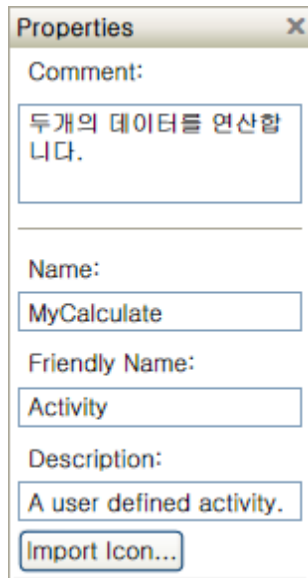 Properties
Comment:
두개의 데이터를 연산합
니다.
Name:
MyCalculate
Friendly Name:
Activity
Description:
A user defined activity.
Import Icon...